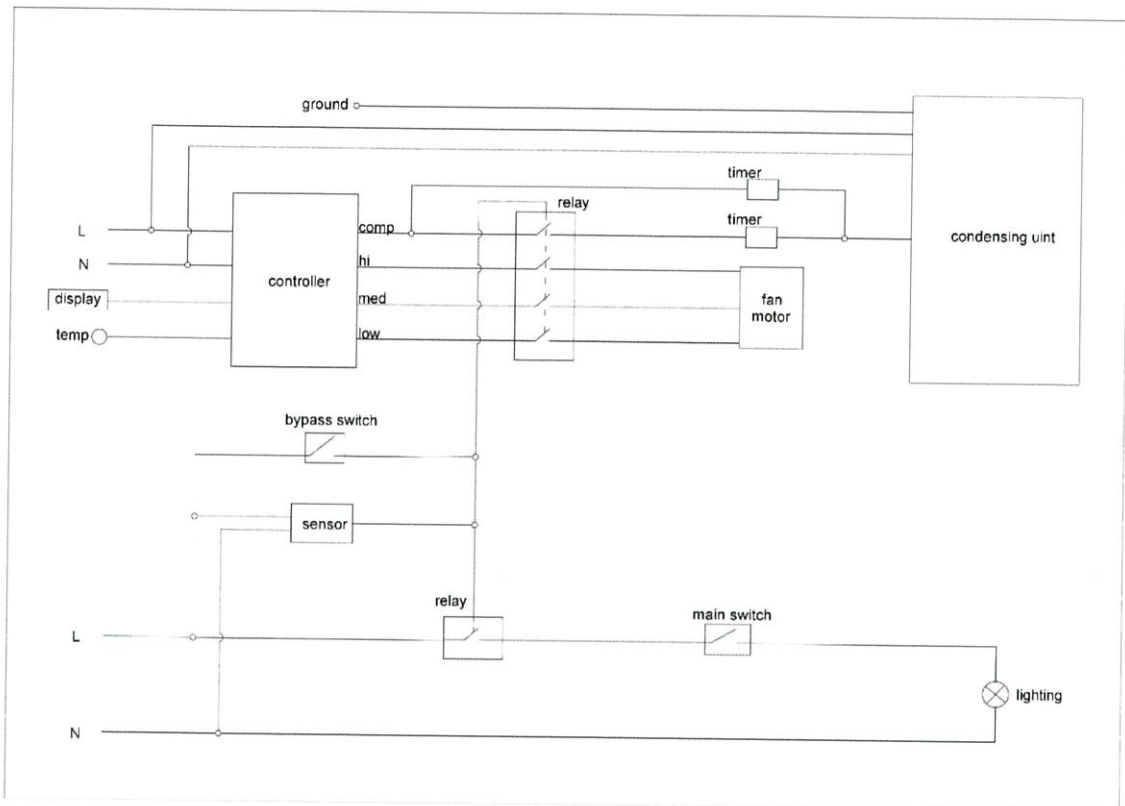 ground
timer
relay
timer
L
comp
condensing uint
N
hi
controller
display
med
fan
motor
temp
low
bypass switch
sensor
relay
main switch
L
lighting
N